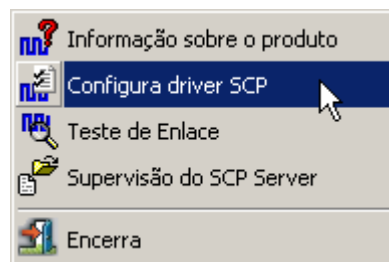 Informação sobre o produto
Configura driver SCP
Teste de Enlace
Supervisão do SCP Server
Encerra